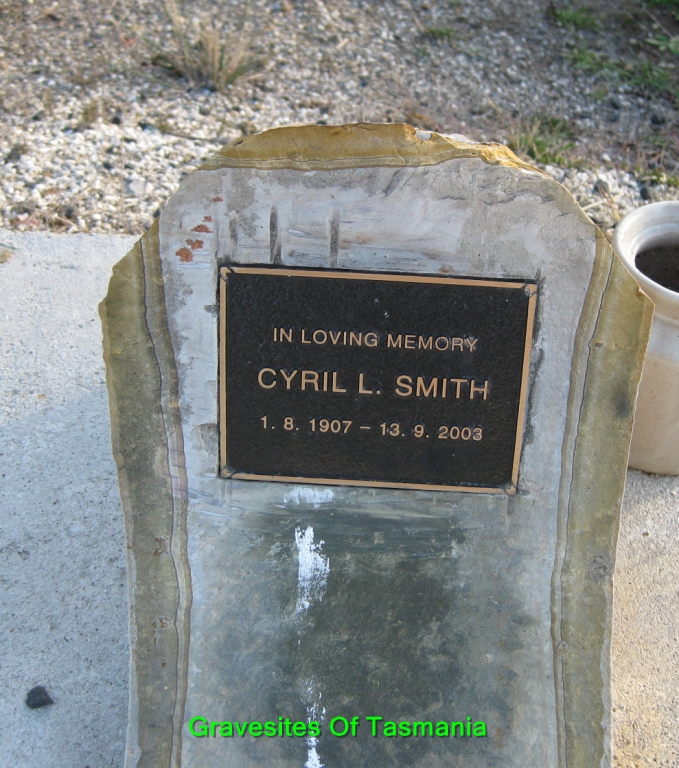 IN LOVING MEMORY
CYRIL L. SMITH
1. 8. 1907 – 13. 9. 2003
Gravesites Of Tasmania